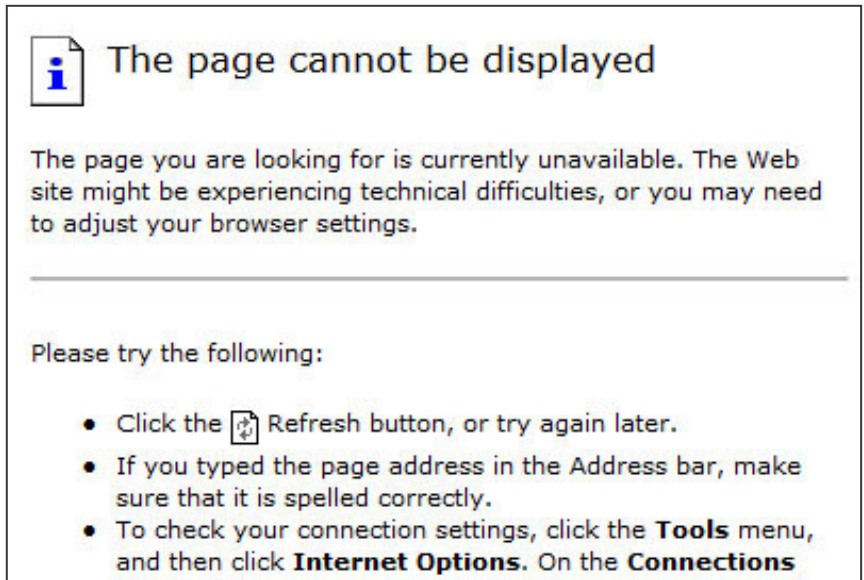 The page cannot be displayed
The page you are looking for is currently unavailable. The Web
site might be experiencing technical difficulties, or you may need
to adjust your browser settings.
Please try the following:
● Click the Refresh button, or try again later.
● If you typed the page address in the Address bar, make
sure that it is spelled correctly.
● To check your connection settings, click the Tools menu,
and then click Internet Options. On the Connections